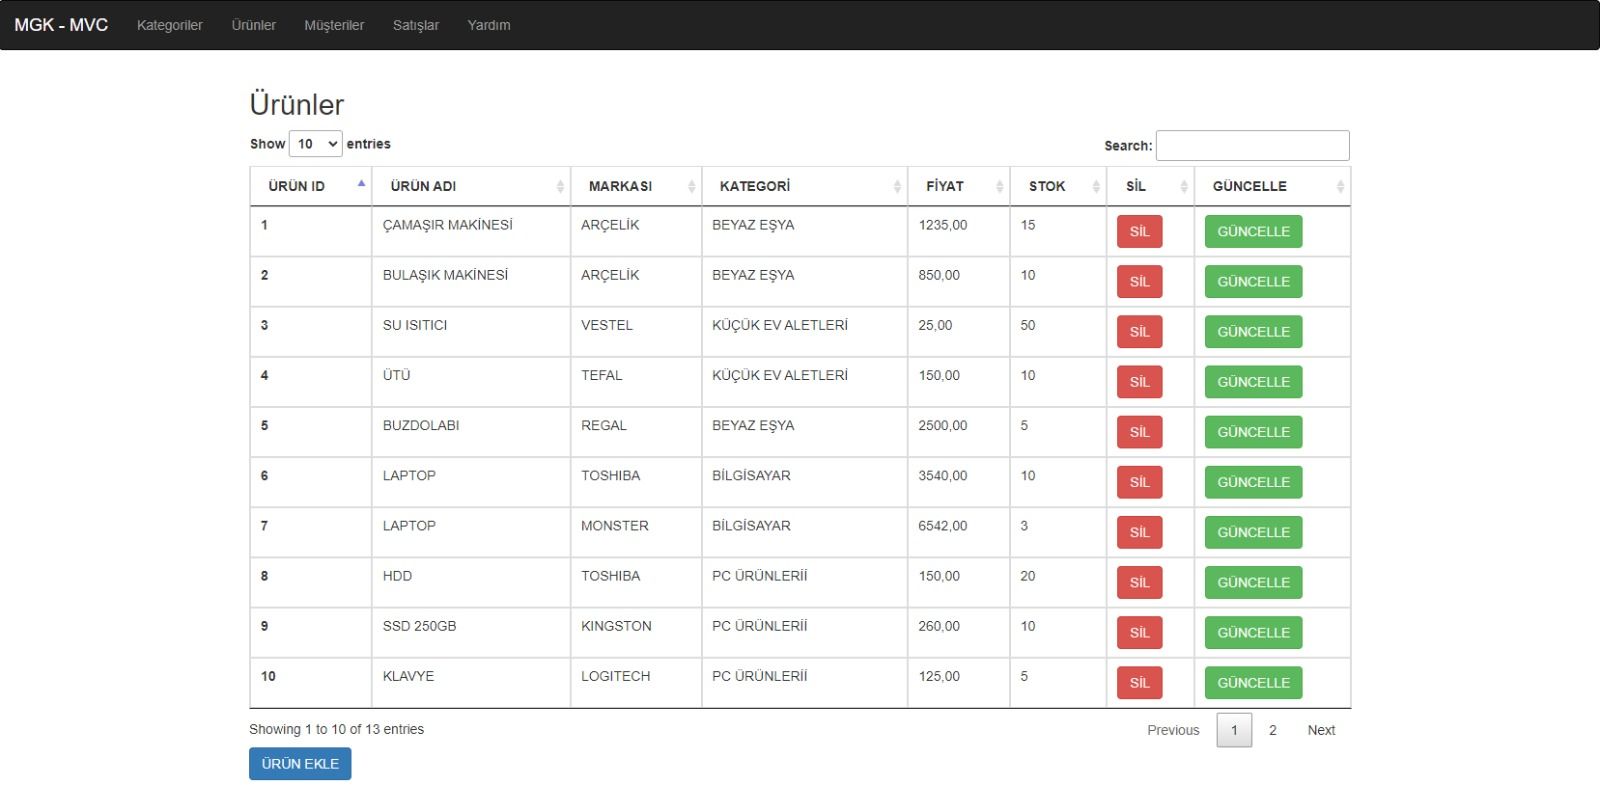 MGK - MVC Kategoriler Ürünler Müşteriler Satışlar Yardım
Ürünler
Show 10 entries Search:
ÜRÜN ID ÜRÜN ADI MARKASI KATEGORİ FİYAT STOK SİL GÜNCELLE
1 ÇAMAŞIR MAKİNESİ ARÇELİK BEYAZ EŞYA 1235,00 15 SİL GÜNCELLE
2 BULAŞIK MAKİNESİ ARÇELİK BEYAZ EŞYA 850,00 10 SİL GÜNCELLE
3 SU ISITICI VESTEL KÜÇÜK EV ALETLERİ 25,00 50 SİL GÜNCELLE
4 ÜTÜ TEFAL KÜÇÜK EV ALETLERİ 150,00 10 SİL GÜNCELLE
5 BUZDOLABI REGAL BEYAZ EŞYA 2500,00 5 SİL GÜNCELLE
6 LAPTOP TOSHIBA BİLGİSAYAR 3540,00 10 SİL GÜNCELLE
7 LAPTOP MONSTER BİLGİSAYAR 6542,00 3 SİL GÜNCELLE
8 HDD TOSHIBA PC ÜRÜNLERİİ 150,00 20 SİL GÜNCELLE
9 SSD 250GB KINGSTON PC ÜRÜNLERİİ 260,00 10 SİL GÜNCELLE
10 KLAVYE LOGITECH PC ÜRÜNLERİİ 125,00 5 SİL GÜNCELLE
Showing 1 to 10 of 13 entries Previous 1 2 Next
ÜRÜN EKLE